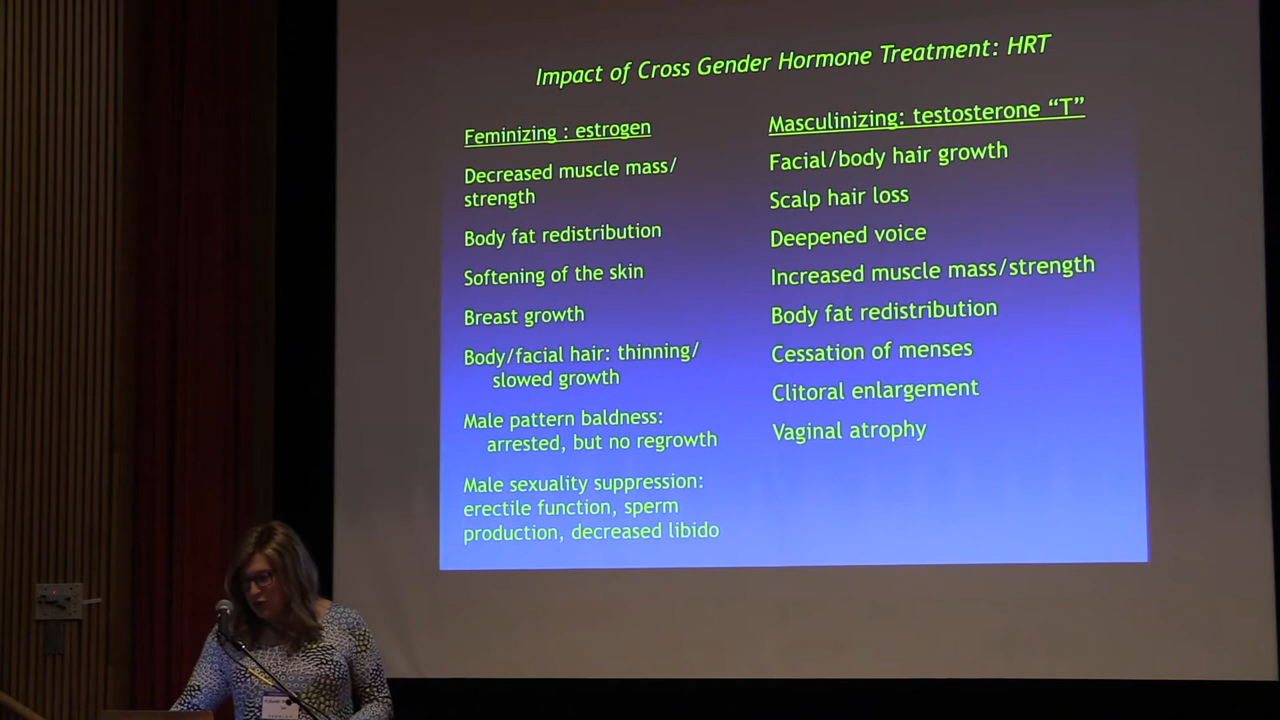 Impact of Cross Gender Hormone Treatment: HRT
Feminizing : estrogen
Decreased muscle mass/
strength
Body fat redistribution
Softening of the skin
Breast growth
Body/facial hair: thinning/
slowed growth
Male pattern baldness:
arrested, but no regrowth
Male sexuality suppression:
erectile function, sperm
production, decreased libido
Masculinizing: testosterone “T”
Facial/body hair growth
Scalp hair loss
Deepened voice
Increased muscle mass/strength
Body fat redistribution
Cessation of menses
Clitoral enlargement
Vaginal atrophy